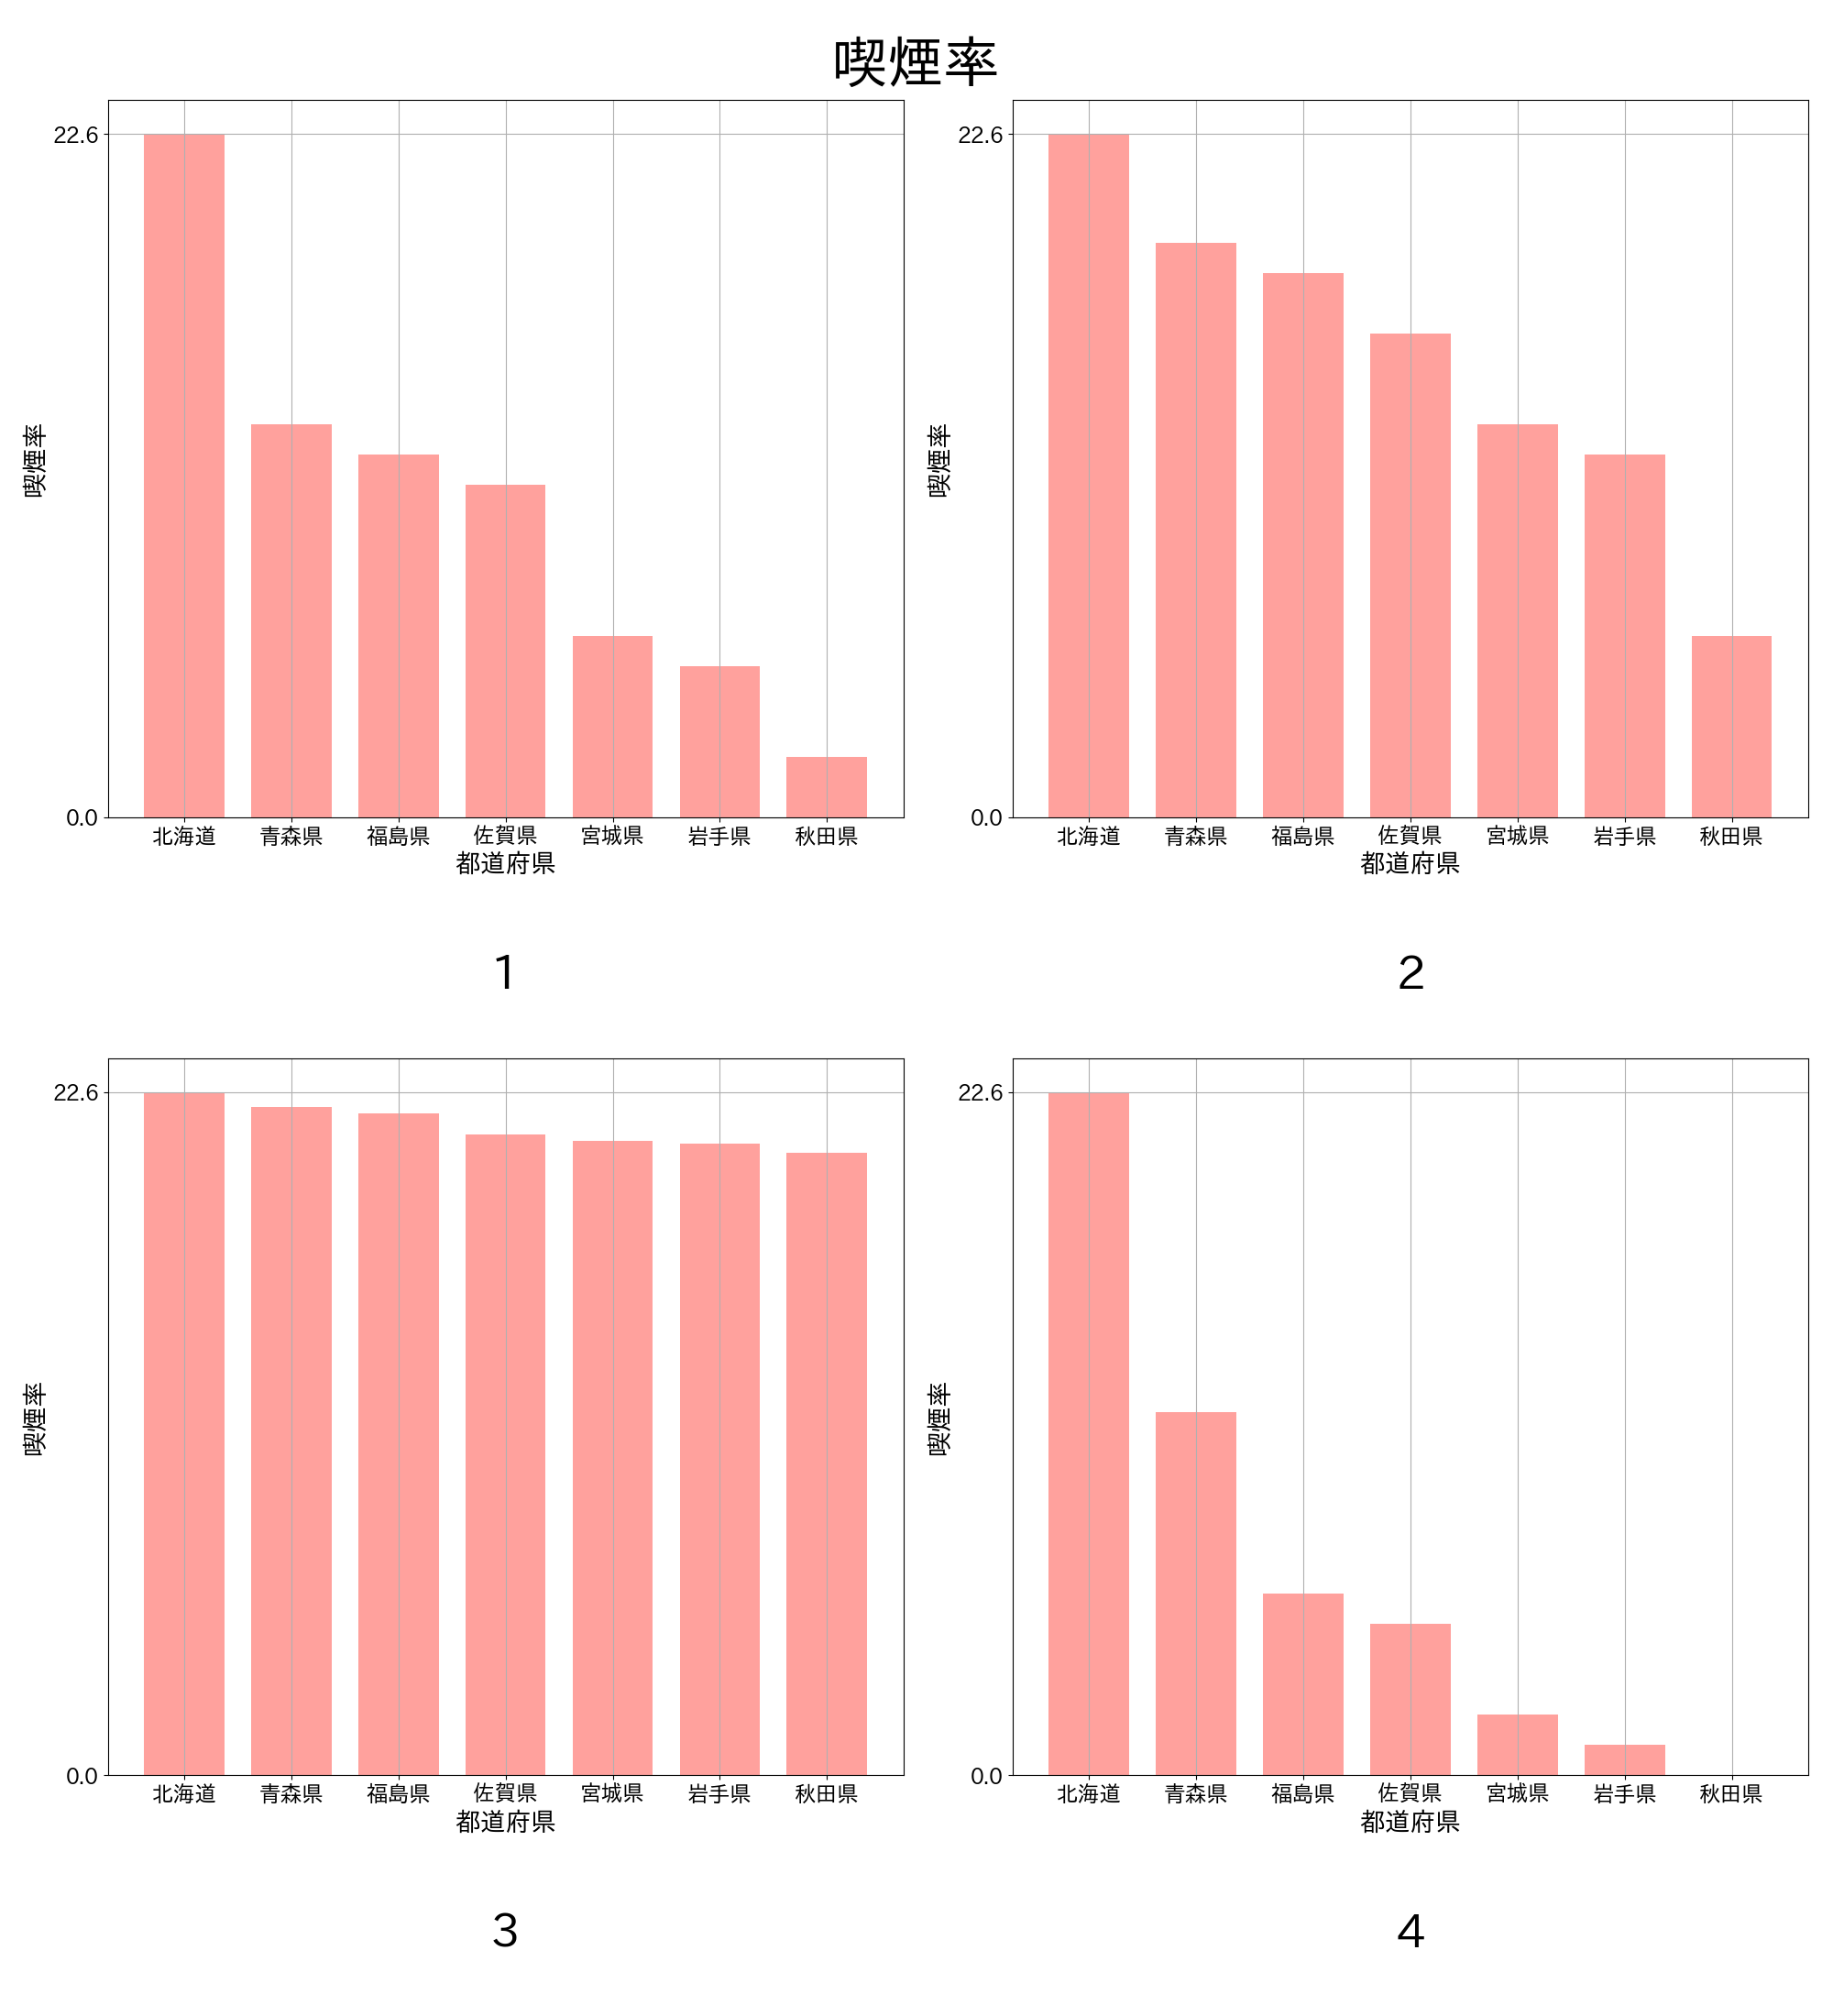 喫煙率
22.6
喫煙率
0.0
北海道 青森県 福島県 佐賀県 宮城県 岩手県 秋田県
都道府県
1
22.6
喫煙率
0.0
北海道 青森県 福島県 佐賀県 宮城県 岩手県 秋田県
都道府県
2
22.6
喫煙率
0.0
北海道 青森県 福島県 佐賀県 宮城県 岩手県 秋田県
都道府県
3
22.6
喫煙率
0.0
北海道 青森県 福島県 佐賀県 宮城県 岩手県 秋田県
都道府県
4